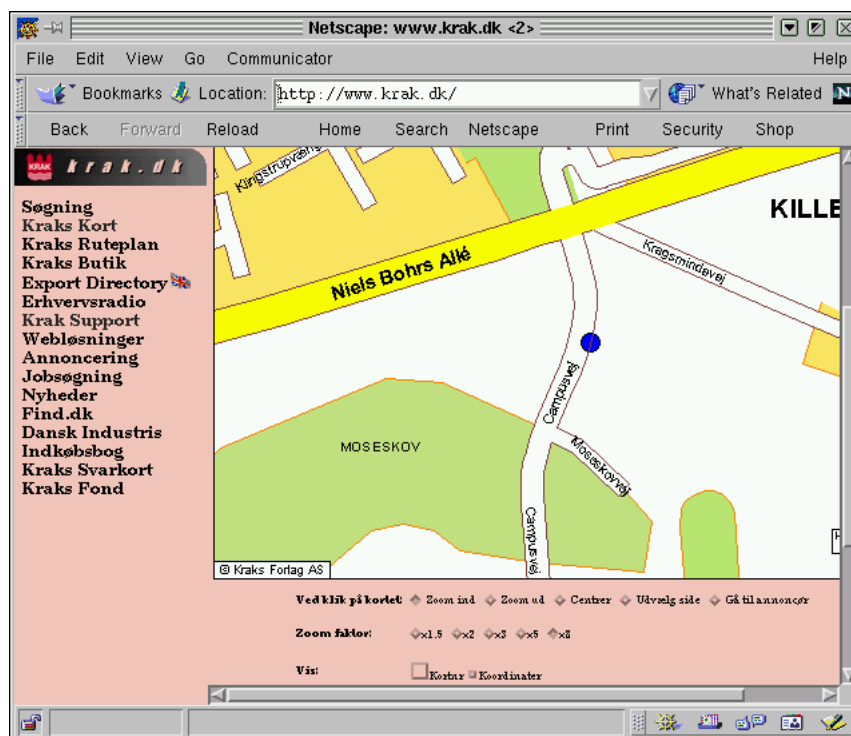 Netscape: www.krak.dk <2>
File Edit View Go Communicator Help
Bookmarks Location: http://www.krak.dk/ What's Related N
Back Forward Reload Home Search Netscape Print Security Shop
KRAK krak.dk
Søgning
Kraks Kort
Kraks Ruteplan
Kraks Butik
Export Directory
Erhvervsradio
Krak Support
Webløsninger
Annoncering
Jobsøgning
Nyheder
Find.dk
Dansk Industris
Indkøbsbog
Kraks Svarkort
Kraks Fond
Klingstrupvæng
KILLE
Kragsmindevej
Niels Bohrs Allé
Campusvej
MOSESKOV
Moseskovvej
Campusvej
© Kraks Forlag AS
Ved klik på kortet: Zoom ind Zoom ud Centrer Udvælg side Gå til annoncør
Zoom faktor: x1.5 x2 x3 x5 x8
Vis: Kortnr Koordinater